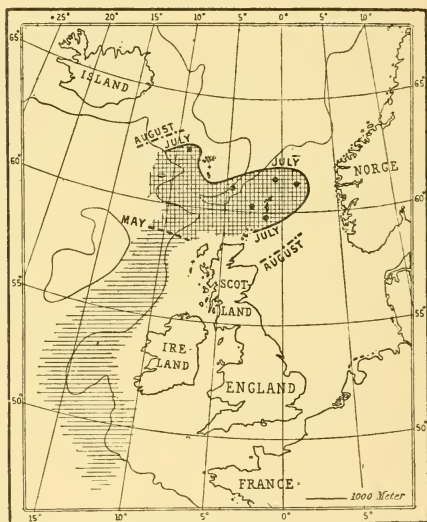 25° 20° 15° 10° 5° 0° 5°
65°
65°
ISLAND
AUGUST
JULY
JULY
NORGE
60°
60°
MAY
JULY
AUGUST
SCOT-
LAND
55°
55°
IRE-
LAND
ENGLAND
50°
50°
FRANCE
1000 Meter
15° 10° 5° 0° 5°